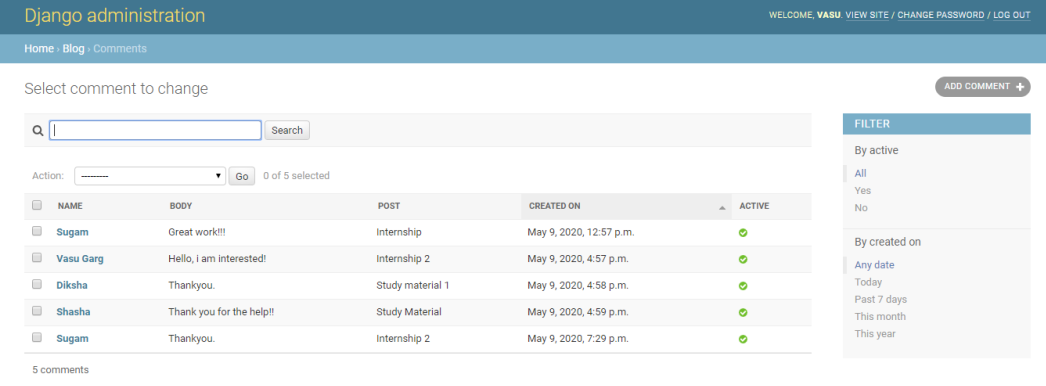 Django administration
WELCOME, VASU. VIEW SITE / CHANGE PASSWORD / LOG OUT
Home › Blog › Comments
Select comment to change
ADD COMMENT +
Search
Action: --------- Go 0 of 5 selected
NAME BODY POST CREATED ON ACTIVE
Sugam Great work!!! Internship May 9, 2020, 12:57 p.m.
Vasu Garg Hello, i am interested! Internship 2 May 9, 2020, 4:57 p.m.
Diksha Thankyou. Study material 1 May 9, 2020, 4:58 p.m.
Shasha Thank you for the help!! Study Material May 9, 2020, 4:59 p.m.
Sugam Thankyou. Internship 2 May 9, 2020, 7:29 p.m.
5 comments
FILTER
By active
All
Yes
No
By created on
Any date
Today
Past 7 days
This month
This year